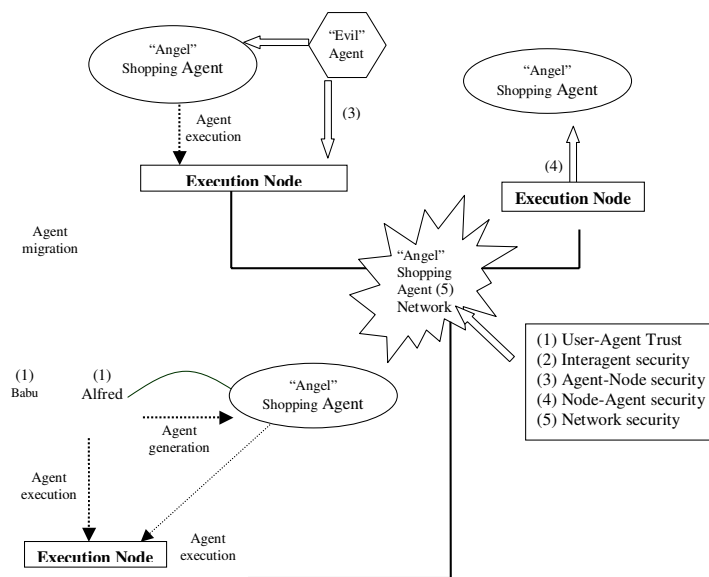 “Angel”
Shopping Agent
“Evil”
Agent
“Angel”
Shopping Agent
(3)
Agent
execution
(4)
Execution Node
Execution Node
Agent
migration
“Angel”
Shopping
Agent (5)
Network
(1) User-Agent Trust
(2) Interagent security
(3) Agent-Node security
(4) Node-Agent security
(5) Network security
(1)
Babu
(1)
Alfred
“Angel”
Shopping Agent
Agent
generation
Agent
execution
Agent
execution
Execution Node